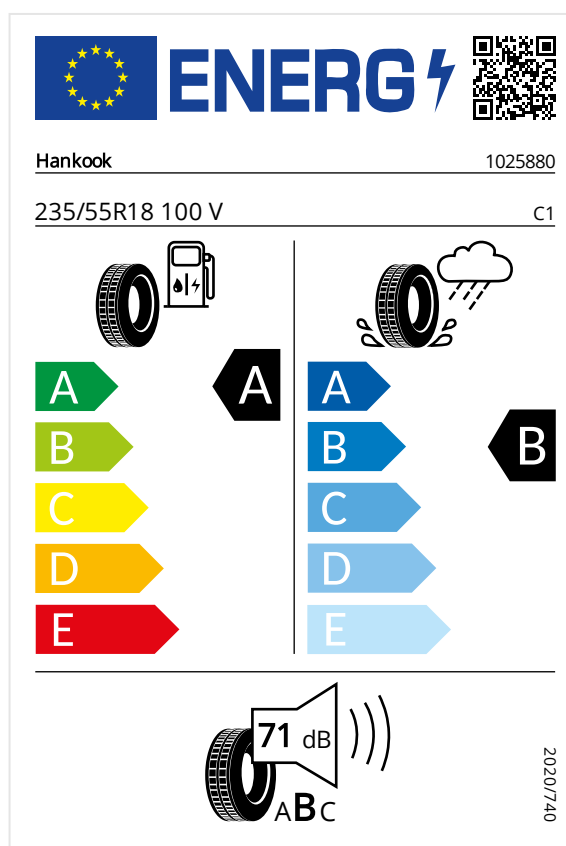 ENERG
Hankook 1025880
235/55R18 100 V C1
A A A
B B B
C C
D D
E E
71 dB
ABC
2020/740